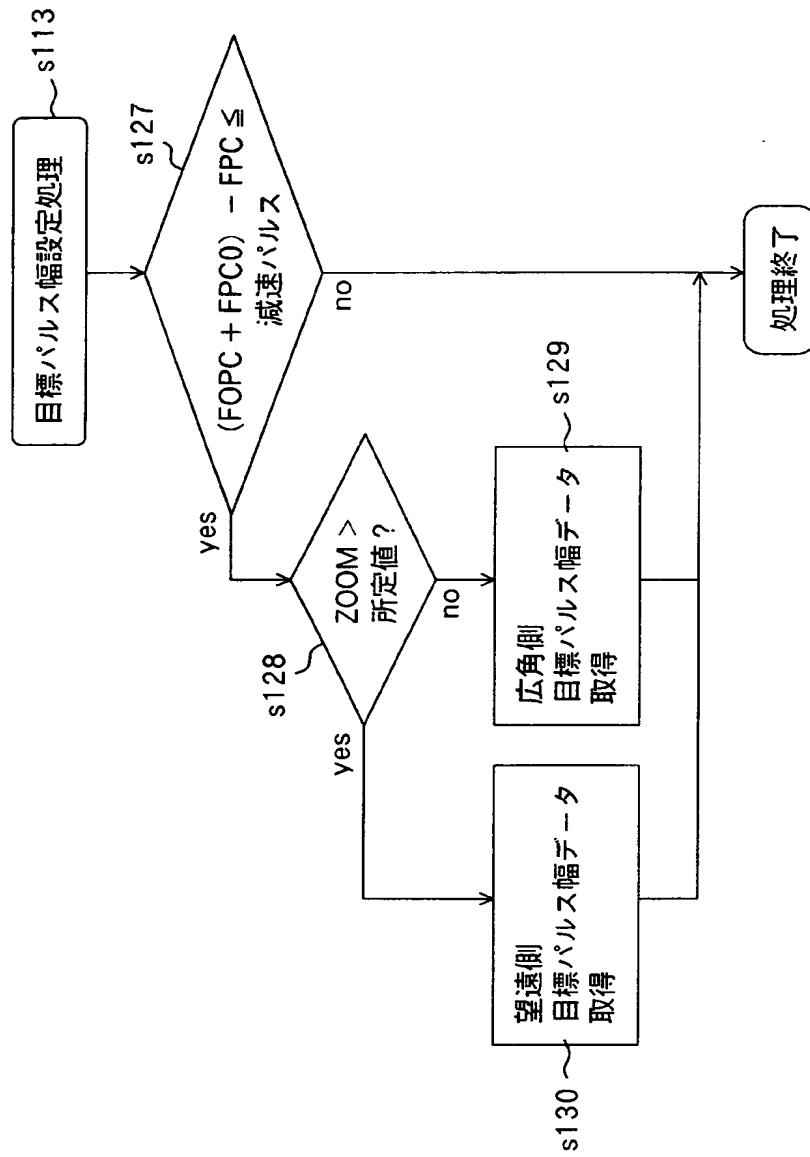 目標パルス幅設定処理
s113
s127
(FOPC + FPC0) − FPC ≦
減速パルス
yes
no
s128
ZOOM >
所定値？
yes
no
望遠側
目標パルス幅データ
取得
s130
広角側
目標パルス幅データ
取得
s129
処理終了